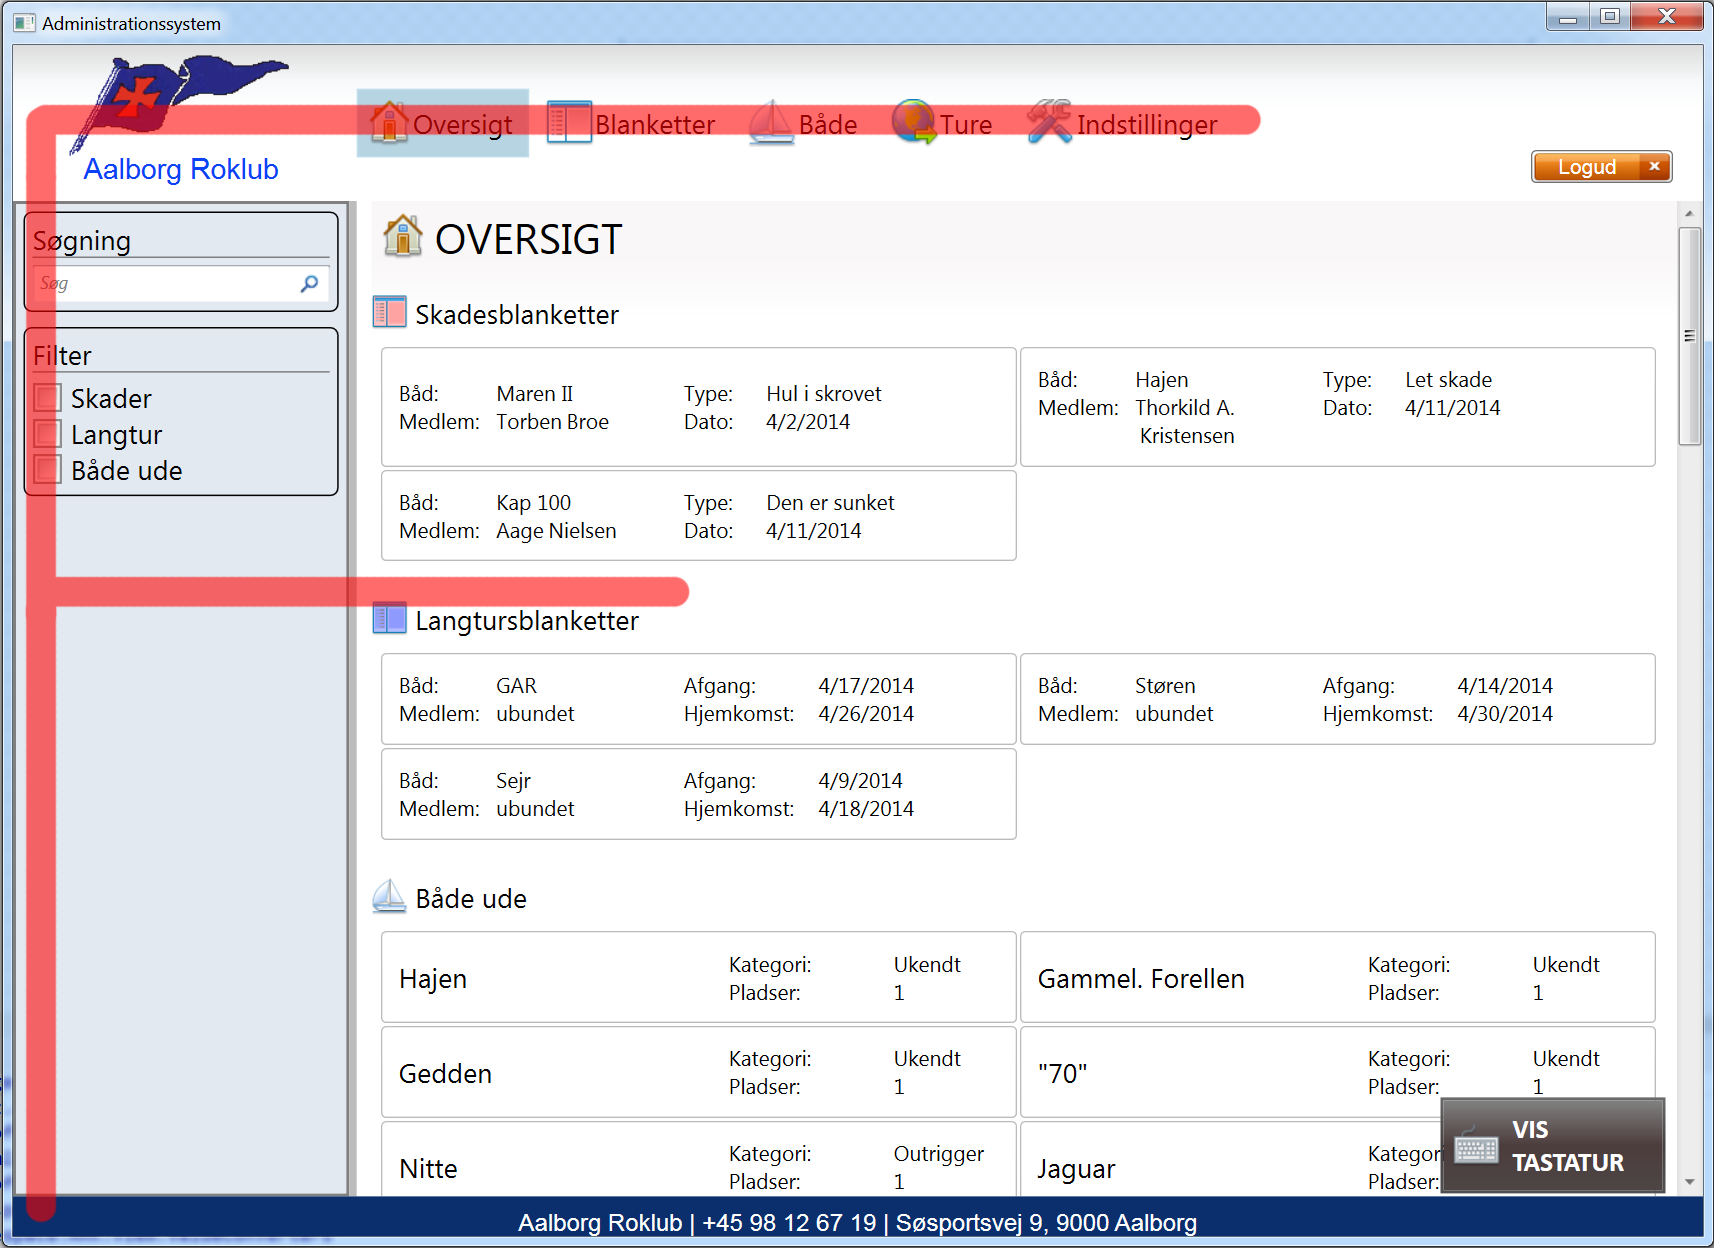 Administrationssystem
Aalborg Roklub
Oversigt
Blanketter
Både
Ture
Indstillinger
Logud
Søgning
Søg
Filter
Skader
Langtur
Både ude
OVERSIGT
Skadesblanketter
Båd: Maren II Type: Hul i skrovet
Medlem: Torben Broe Dato: 4/2/2014
Båd: Hajen Type: Let skade
Medlem: Thorkild A. Dato: 4/11/2014
Kristensen
Båd: Kap 100 Type: Den er sunket
Medlem: Aage Nielsen Dato: 4/11/2014
Langtursblanketter
Båd: GAR Afgang: 4/17/2014
Medlem: ubundet Hjemkomst: 4/26/2014
Båd: Støren Afgang: 4/14/2014
Medlem: ubundet Hjemkomst: 4/30/2014
Båd: Sejr Afgang: 4/9/2014
Medlem: ubundet Hjemkomst: 4/18/2014
Både ude
Hajen
Kategori: Ukendt
Pladser: 1
Gammel. Forellen
Kategori: Ukendt
Pladser: 1
Gedden
Kategori: Ukendt
Pladser: 1
"70"
Kategori: Ukendt
Pladser: 1
Nitte
Kategori: Outrigger
Pladser: 1
Jaguar
Kategor
Pladser:
VIS
TASTATUR
Aalborg Roklub | +45 98 12 67 19 | Søsportsvej 9, 9000 Aalborg